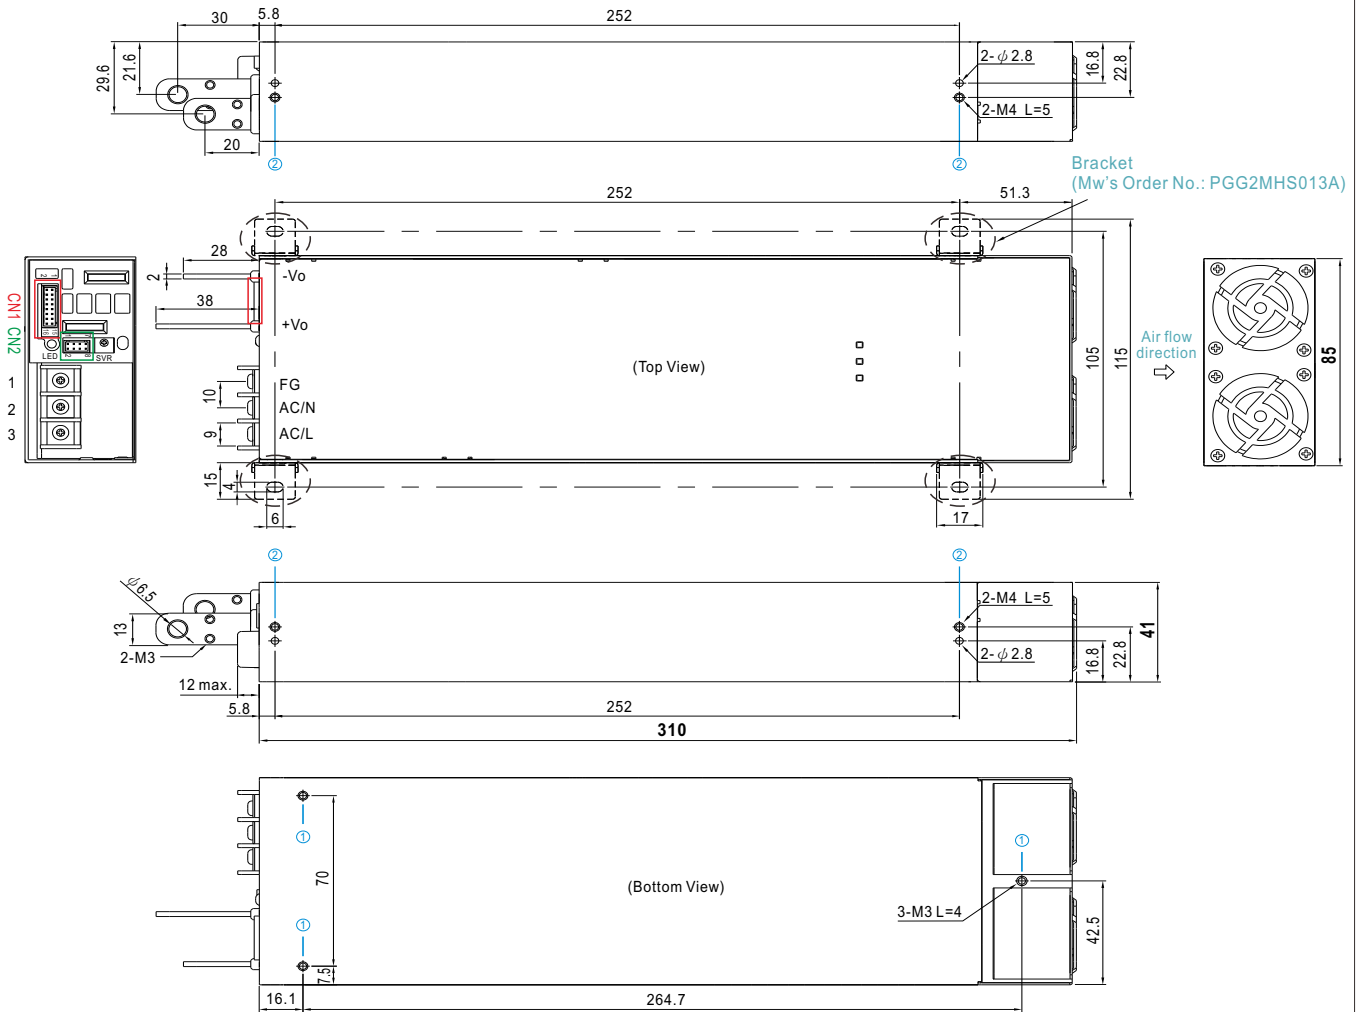 30
5.8
252
29.6
21.6
20
2-ϕ2.8
2-M4 L=5
16.8
22.8
②
②
Bracket
(Mw's Order No.: PGG2MHS013A)
252
51.3
28
2
38
-Vo
+Vo
(Top View)
FG
AC/N
AC/L
10
9
15
4
6
17
105
115
Air flow
direction
85
CN1
CN2
LED
SVR
1
2
3
②
②
ϕ6.5
13
2-M3
12 max.
5.8
252
310
2-M4 L=5
2-ϕ2.8
16.8
22.8
41
①
①
①
70
7.5
(Bottom View)
3-M3 L=4
42.5
16.1
264.7